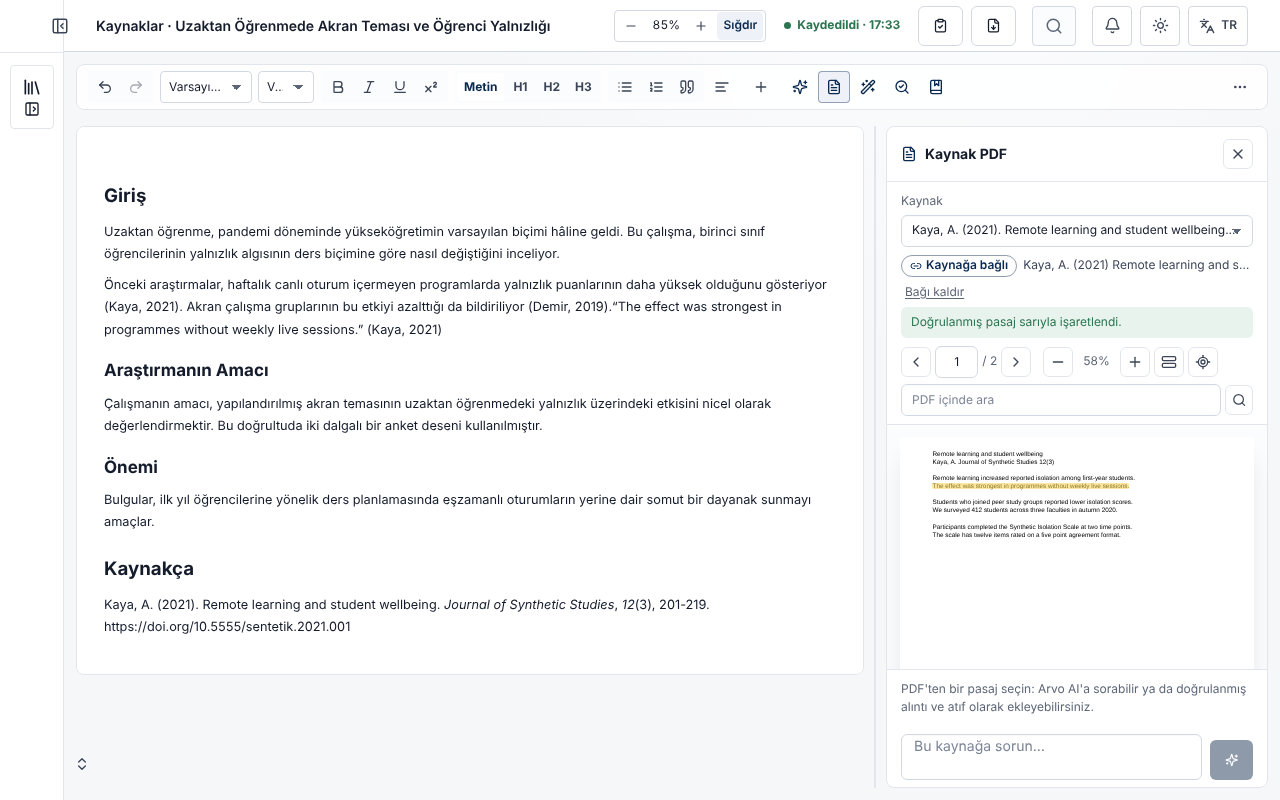 Kaynaklar · Uzaktan Öğrenmede Akran Teması ve Öğrenci Yalnızlığı
85%
Sığdır
Kaydedildi · 17:33
TR
Varsayı...
V...
B I U x²
Metin H1 H2 H3
Giriş
Uzaktan öğrenme, pandemi döneminde yükseköğretimin varsayılan biçimi hâline geldi. Bu çalışma, birinci sınıf
öğrencilerinin yalnızlık algısının ders biçimine göre nasıl değiştiğini inceliyor.
Önceki araştırmalar, haftalık canlı oturum içermeyen programlarda yalnızlık puanlarının daha yüksek olduğunu gösteriyor
(Kaya, 2021). Akran çalışma gruplarının bu etkiyi azalttığı da bildiriliyor (Demir, 2019).“The effect was strongest in
programmes without weekly live sessions.” (Kaya, 2021)
Araştırmanın Amacı
Çalışmanın amacı, yapılandırılmış akran temasının uzaktan öğrenmedeki yalnızlık üzerindeki etkisini nicel olarak
değerlendirmektir. Bu doğrultuda iki dalgalı bir anket deseni kullanılmıştır.
Önemi
Bulgular, ilk yıl öğrencilerine yönelik ders planlamasında eşzamanlı oturumların yerine dair somut bir dayanak sunmayı
amaçlar.
Kaynakça
Kaya, A. (2021). Remote learning and student wellbeing. Journal of Synthetic Studies, 12(3), 201-219.
https://doi.org/10.5555/sentetik.2021.001
Kaynak PDF
Kaynak
Kaya, A. (2021). Remote learning and student wellbeing...
Kaynağa bağlı
Kaya, A. (2021) Remote learning and s...
Bağı kaldır
Doğrulanmış pasaj sarıyla işaretlendi.
1 / 2
58%
PDF içinde ara
Remote learning and student wellbeing
Kaya, A. Journal of Synthetic Studies 12(3)
Remote learning increased reported isolation among first-year students.
The effect was strongest in programmes without weekly live sessions.
Students who joined peer study groups reported lower isolation scores.
We surveyed 412 students across three faculties in autumn 2020.
Participants completed the Synthetic Isolation Scale at two time points.
The scale has twelve items rated on a five point agreement format.
PDF'ten bir pasaj seçin: Arvo AI'a sorabilir ya da doğrulanmış
alıntı ve atıf olarak ekleyebilirsiniz.
Bu kaynağa sorun...